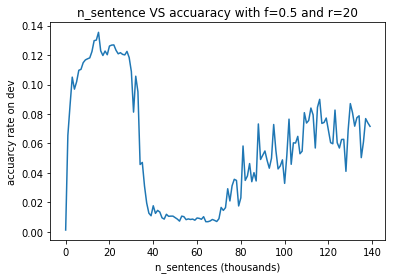 n_sentence VS accuaracy with f=0.5 and r=20
0.14
0.12
0.10
0.08
0.06
0.04
0.02
0.00
accuarcy rate on dev
0 20 40 60 80 100 120 140
n_sentences (thousands)